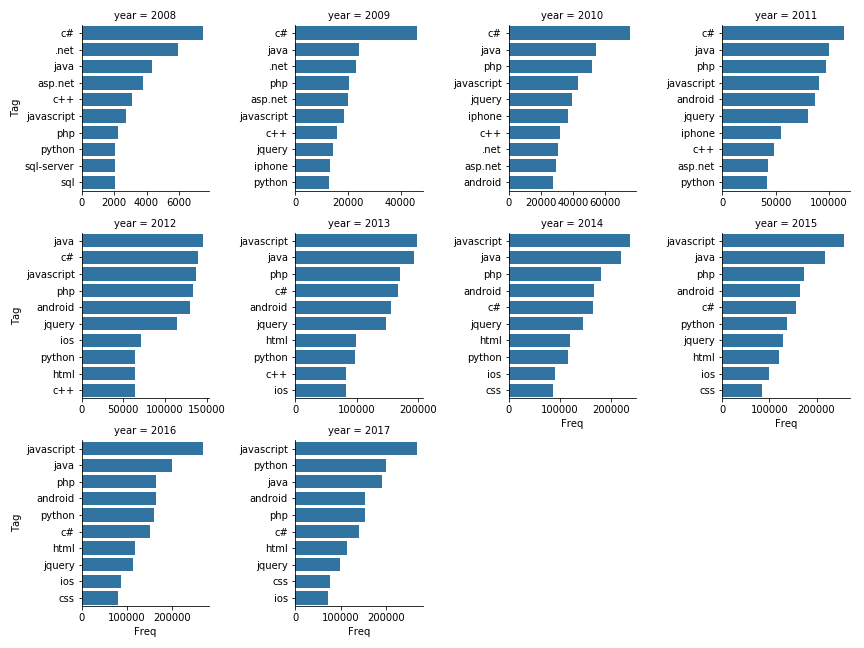 year = 2008
Tag
c#
.net
java
asp.net
c++
javascript
php
python
sql-server
sql
0 2000 4000 6000
year = 2009
c#
java
.net
php
asp.net
javascript
c++
jquery
iphone
python
0 20000 40000
year = 2010
c#
java
php
javascript
jquery
iphone
c++
.net
asp.net
android
0 20000 40000 60000
year = 2011
c#
java
php
javascript
android
jquery
iphone
c++
asp.net
python
0 50000 100000
year = 2012
Tag
java
c#
javascript
php
android
jquery
ios
python
html
c++
0 50000 100000 150000
year = 2013
javascript
java
php
c#
android
jquery
html
python
c++
ios
0 100000 200000
year = 2014
javascript
java
php
android
c#
jquery
html
python
ios
css
0 100000 200000
Freq
year = 2015
javascript
java
php
android
c#
python
jquery
html
ios
css
0 100000 200000
Freq
year = 2016
Tag
javascript
java
php
android
python
c#
html
jquery
ios
css
0 100000 200000
Freq
year = 2017
javascript
python
java
android
php
c#
html
jquery
css
ios
0 100000 200000
Freq